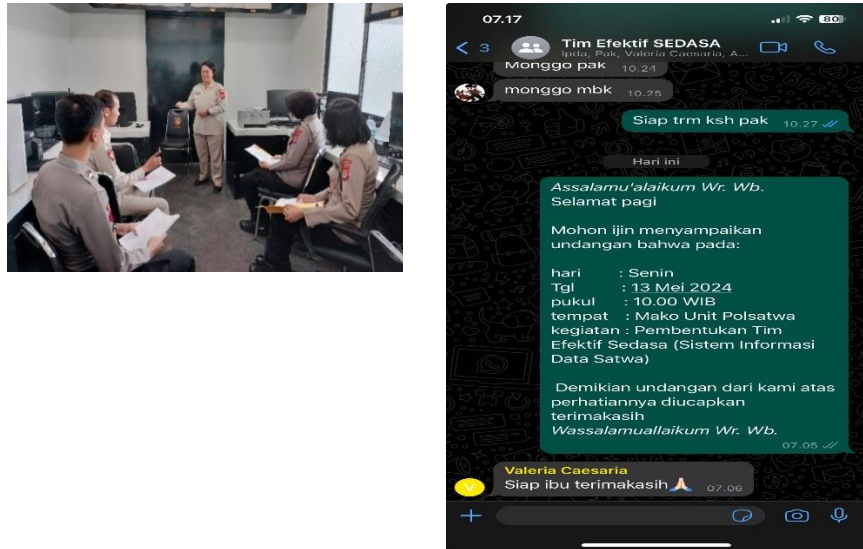 07.17
80
3
Tim Efektif SEDASA
Ipda, Pak, Valeria Caesaria, A...
Monggo pak 10.24
monggo mbk 10.25
Siap trm ksh pak 10.27
Hari ini
Assalamu'alaikum Wr. Wb.
Selamat pagi
Mohon ijin menyampaikan
undangan bahwa pada:
hari : Senin
Tgl : 13 Mei 2024
pukul : 10.00 WIB
tempat : Mako Unit Polsatwa
kegiatan : Pembentukan Tim
Efektif Sedasa (Sistem Informasi
Data Satwa)
Demikian undangan dari kami atas
perhatiannya diucapkan
terimakasih
Wassalamuallaikum Wr. Wb.
07.05
Valeria Caesaria
V
Siap ibu terimakasih🙏🏻 07.06